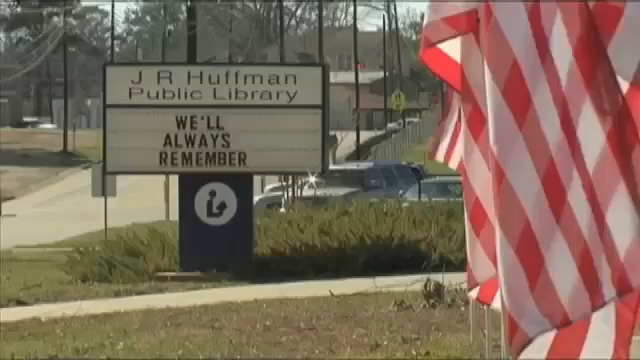 J R Huffman
Public Library
WE'LL
ALWAYS
REMEMBER